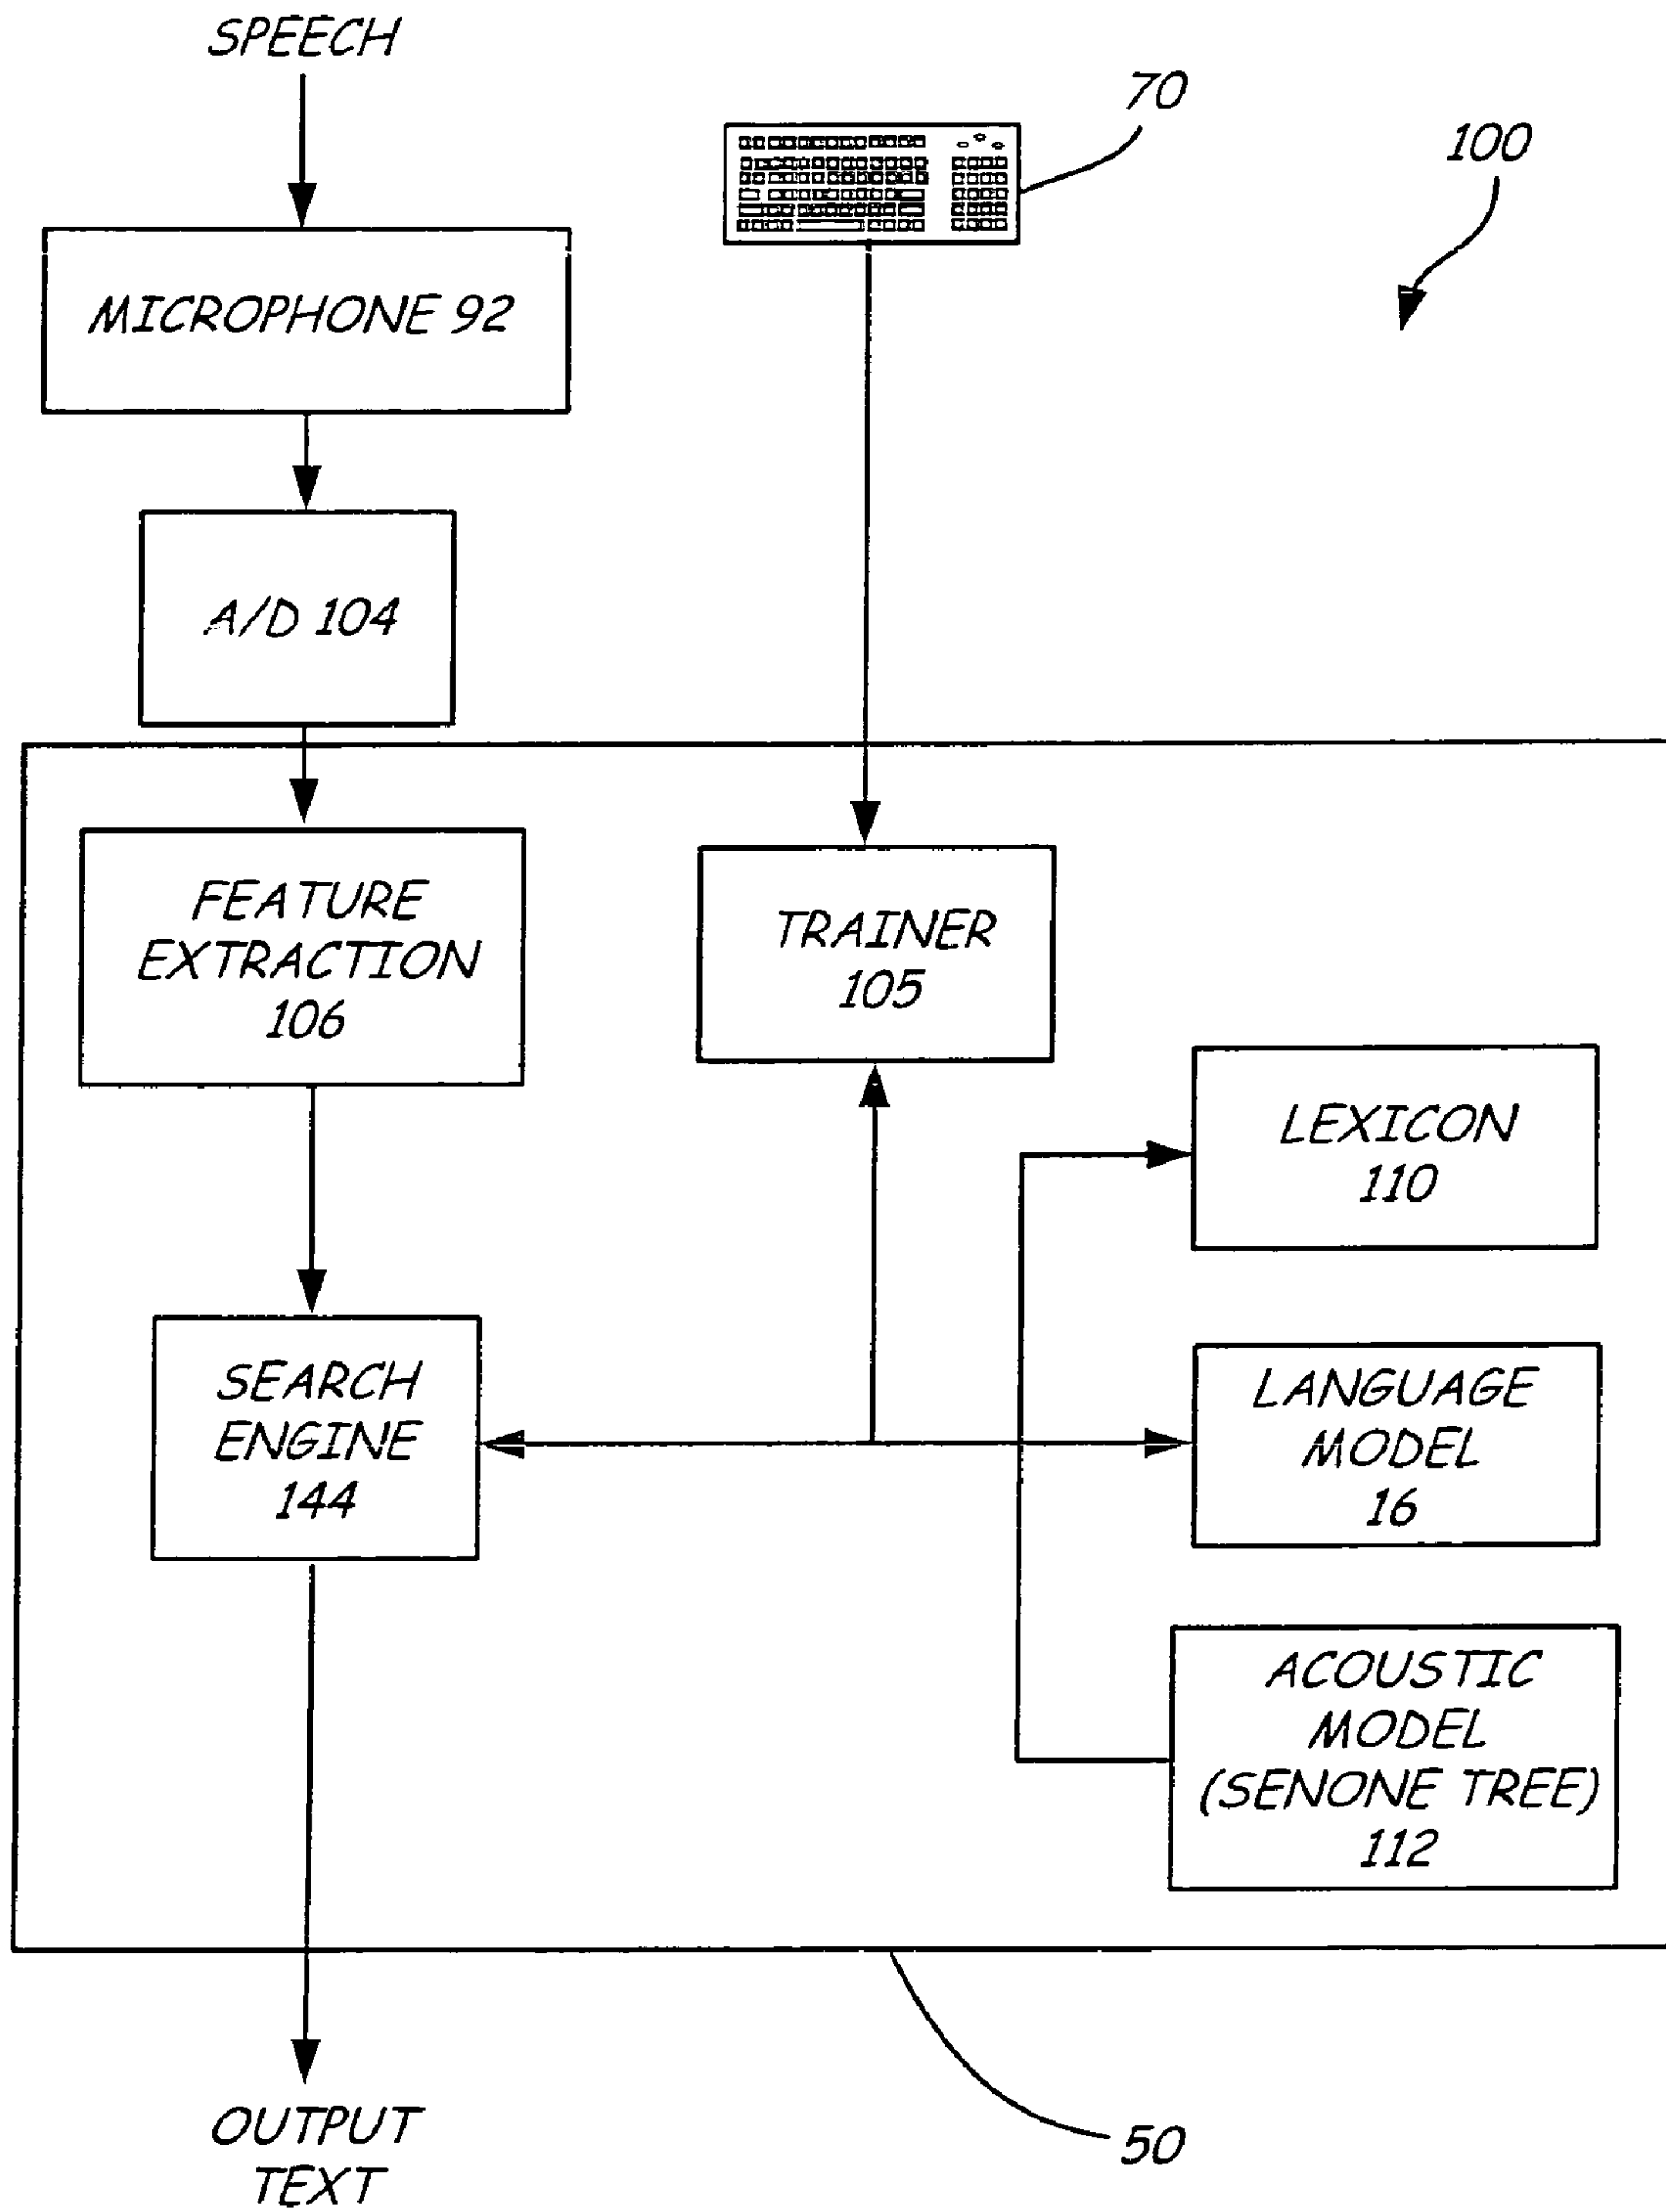 SPEECH
70
100
MICROPHONE 92
A/D 104
FEATURE
EXTRACTION
106
TRAINER
105
LEXICON
110
SEARCH
ENGINE
144
LANGUAGE
MODEL
16
ACOUSTIC
MODEL
(SENONE TREE)
112
OUTPUT
TEXT
50